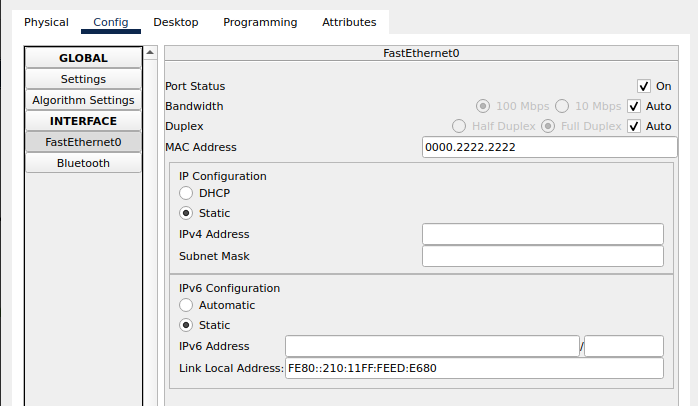 Physical Config Desktop Programming Attributes
GLOBAL
Settings
Algorithm Settings
INTERFACE
FastEthernet0
Bluetooth
FastEthernet0
Port Status On
Bandwidth 100 Mbps 10 Mbps Auto
Duplex Half Duplex Full Duplex Auto
MAC Address 0000.2222.2222
IP Configuration
DHCP
Static
IPv4 Address
Subnet Mask
IPv6 Configuration
Automatic
Static
IPv6 Address /
Link Local Address: FE80::210:11FF:FEED:E680